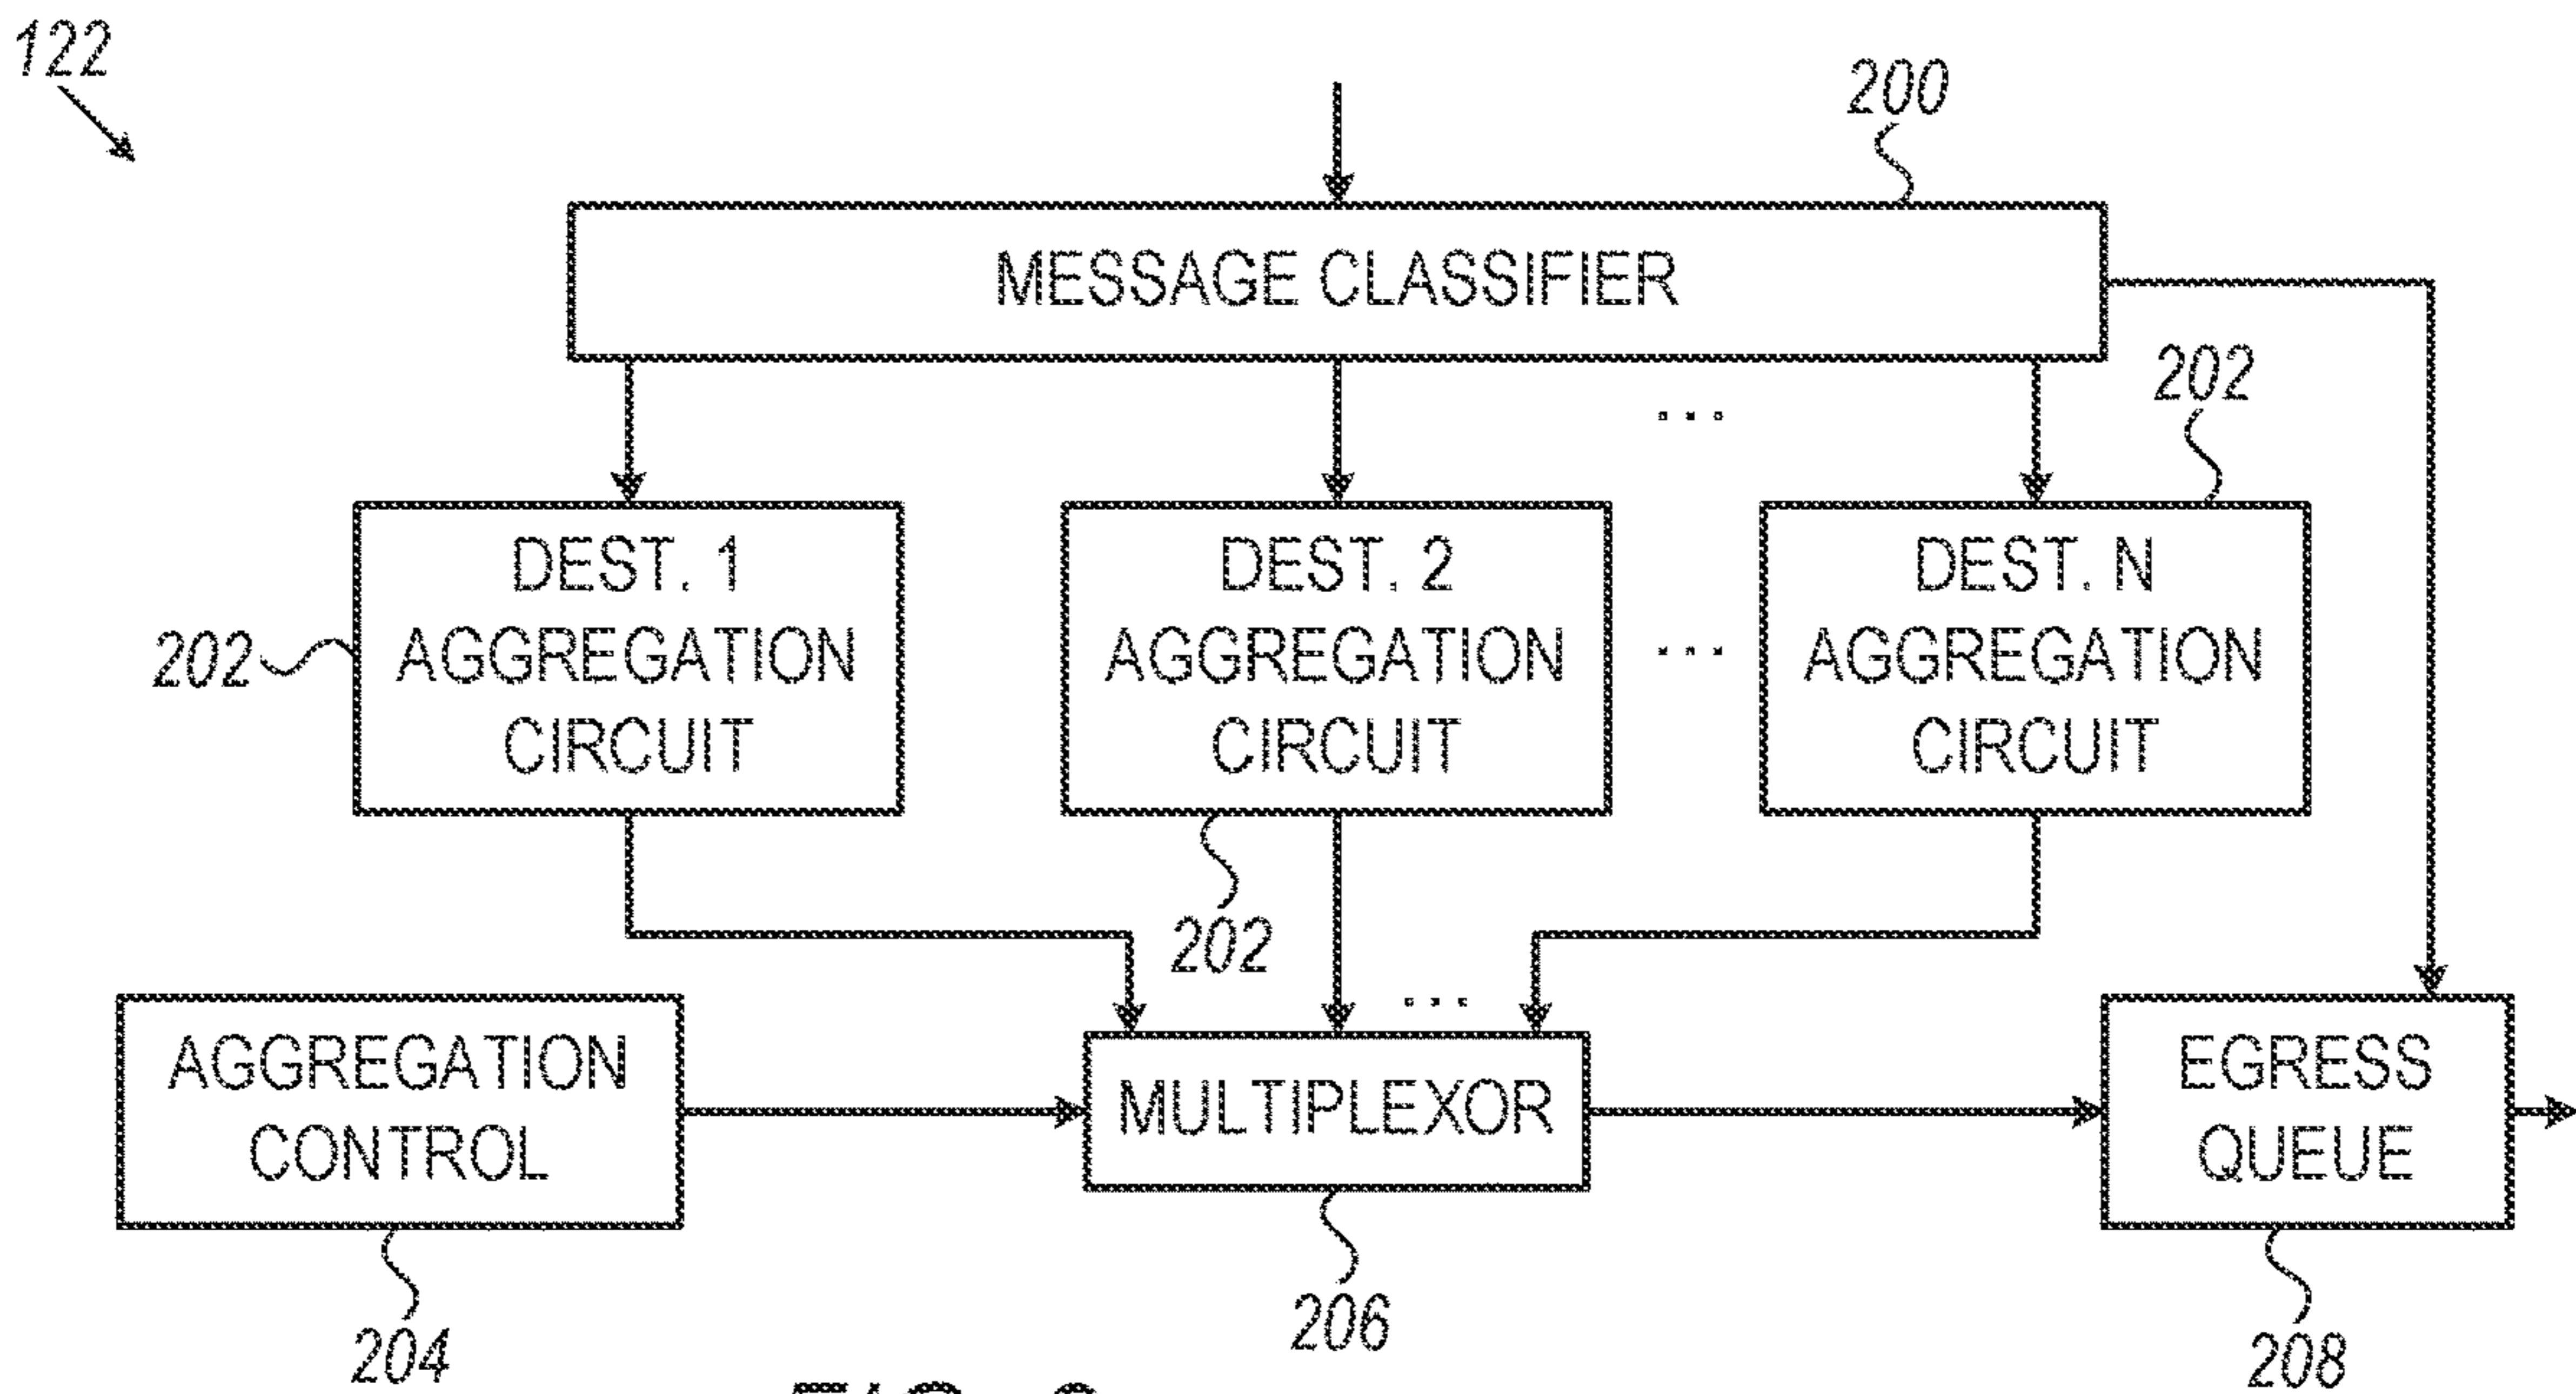 122
200
MESSAGE CLASSIFIER
...
202
DEST. 1
AGGREGATION
CIRCUIT
202
DEST. 2
AGGREGATION
CIRCUIT
202
...
DEST. N
AGGREGATION
CIRCUIT
...
AGGREGATION
CONTROL
204
MULTIPLEXOR
206
EGRESS
QUEUE
208